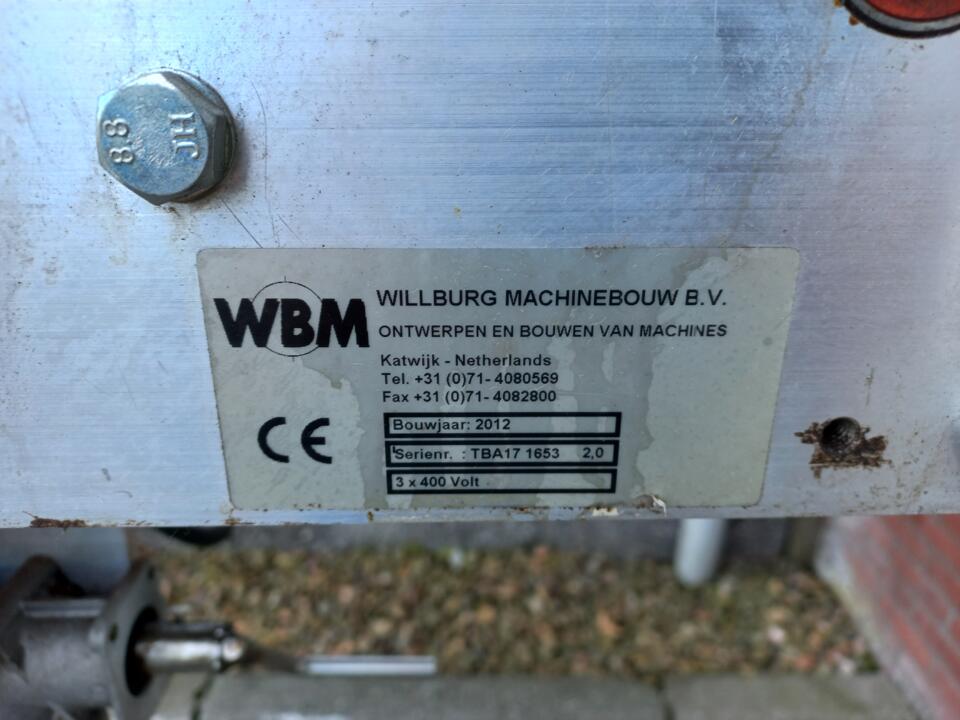 8.8
JH
WBM
WILLBURG MACHINEBOUW B.V.
ONTWERPEN EN BOUWEN VAN MACHINES
Katwijk - Netherlands
Tel. +31 (0)71- 4080569
Fax +31 (0)71- 4082800
CE
Bouwjaar: 2012
Serienr. : TBA17 1653 2,0
3 x 400 Volt